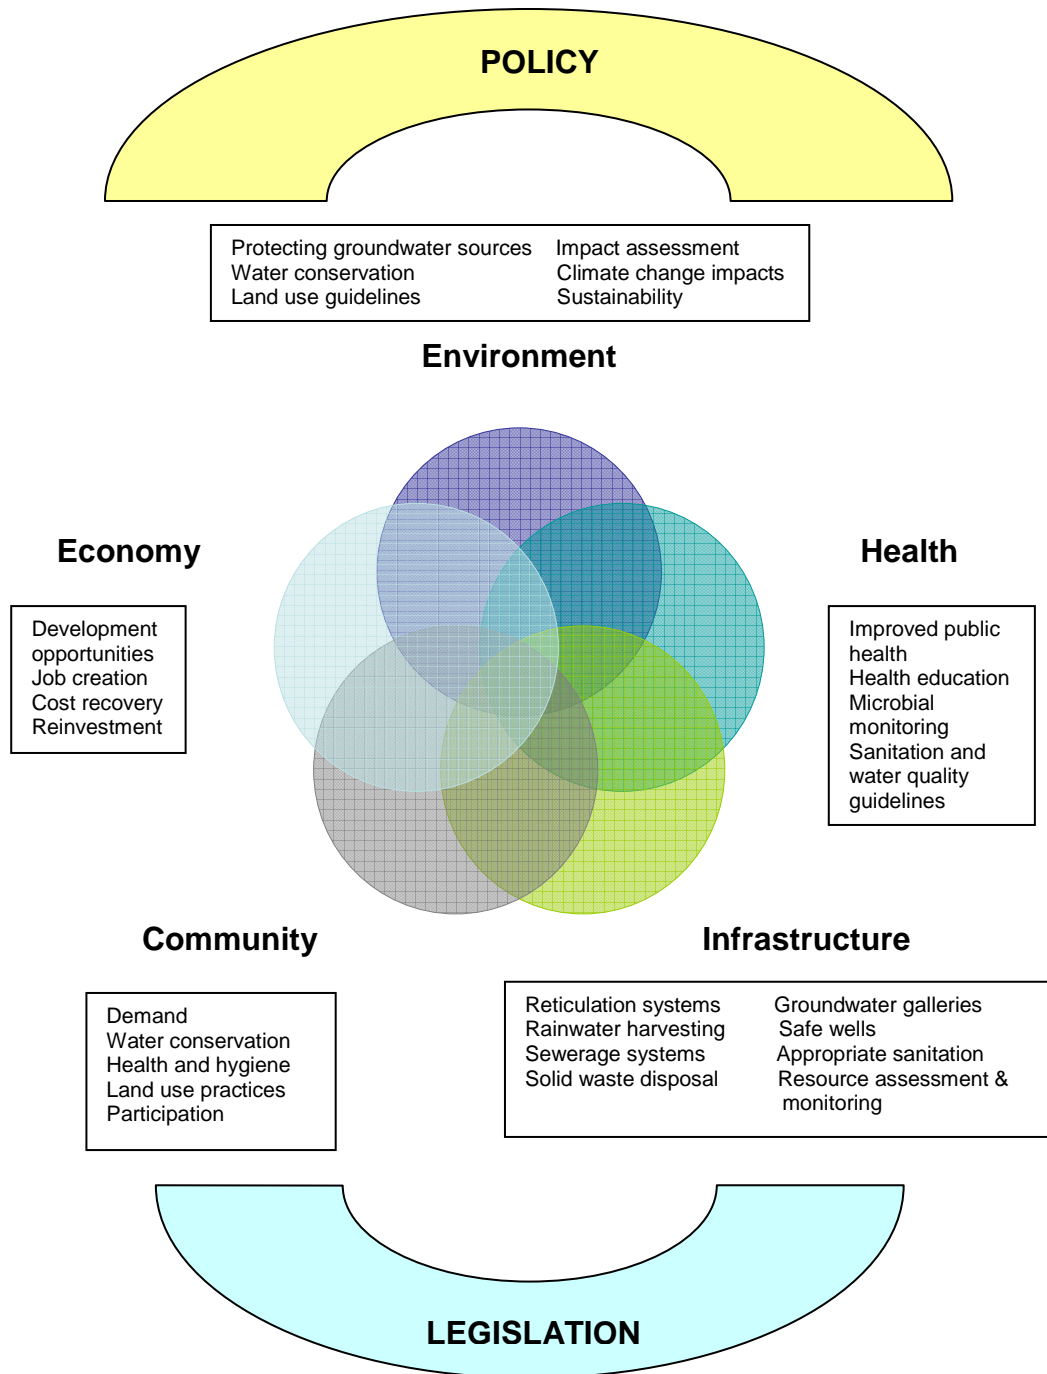 POLICY
Protecting groundwater sources Impact assessment
Water conservation Climate change impacts
Land use guidelines Sustainability
Environment
Economy
Health
Development
opportunities
Job creation
Cost recovery
Reinvestment
Improved public
health
Health education
Microbial
monitoring
Sanitation and
water quality
guidelines
Community
Infrastructure
Demand
Water conservation
Health and hygiene
Land use practices
Participation
Reticulation systems Groundwater galleries
Rainwater harvesting Safe wells
Sewerage systems Appropriate sanitation
Solid waste disposal Resource assessment &
monitoring
LEGISLATION